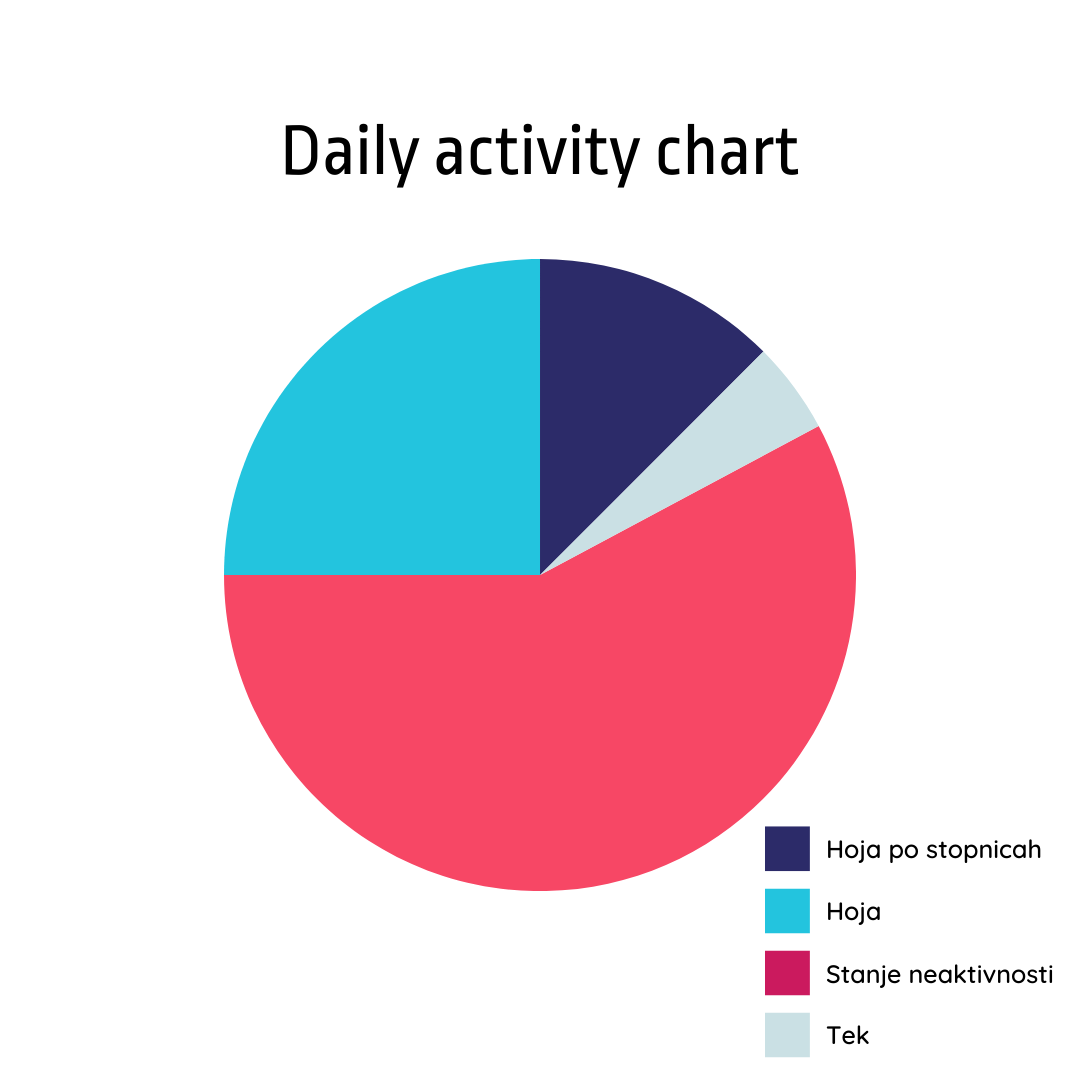 Daily activity chart
Hoja po stopnicah
Hoja
Stanje neaktivnosti
Tek